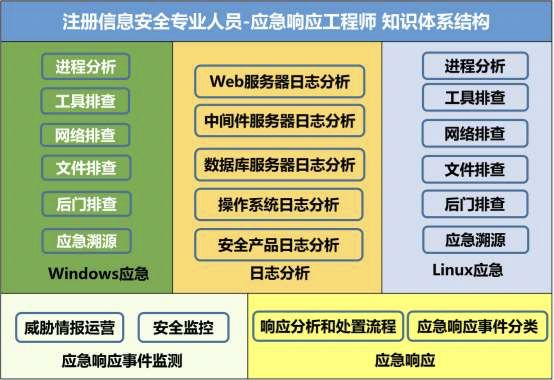 注册信息安全专业人员-应急响应工程师 知识体系结构
进程分析
工具排查
网络排查
文件排查
后门排查
应急溯源
Windows应急
Web服务器日志分析
中间件服务器日志分析
数据库服务器日志分析
操作系统日志分析
安全产品日志分析
日志分析
进程分析
工具排查
网络排查
文件排查
后门排查
应急溯源
Linux应急
威胁情报运营
安全监控
应急响应事件监测
响应分析和处置流程
应急响应事件分类
应急响应